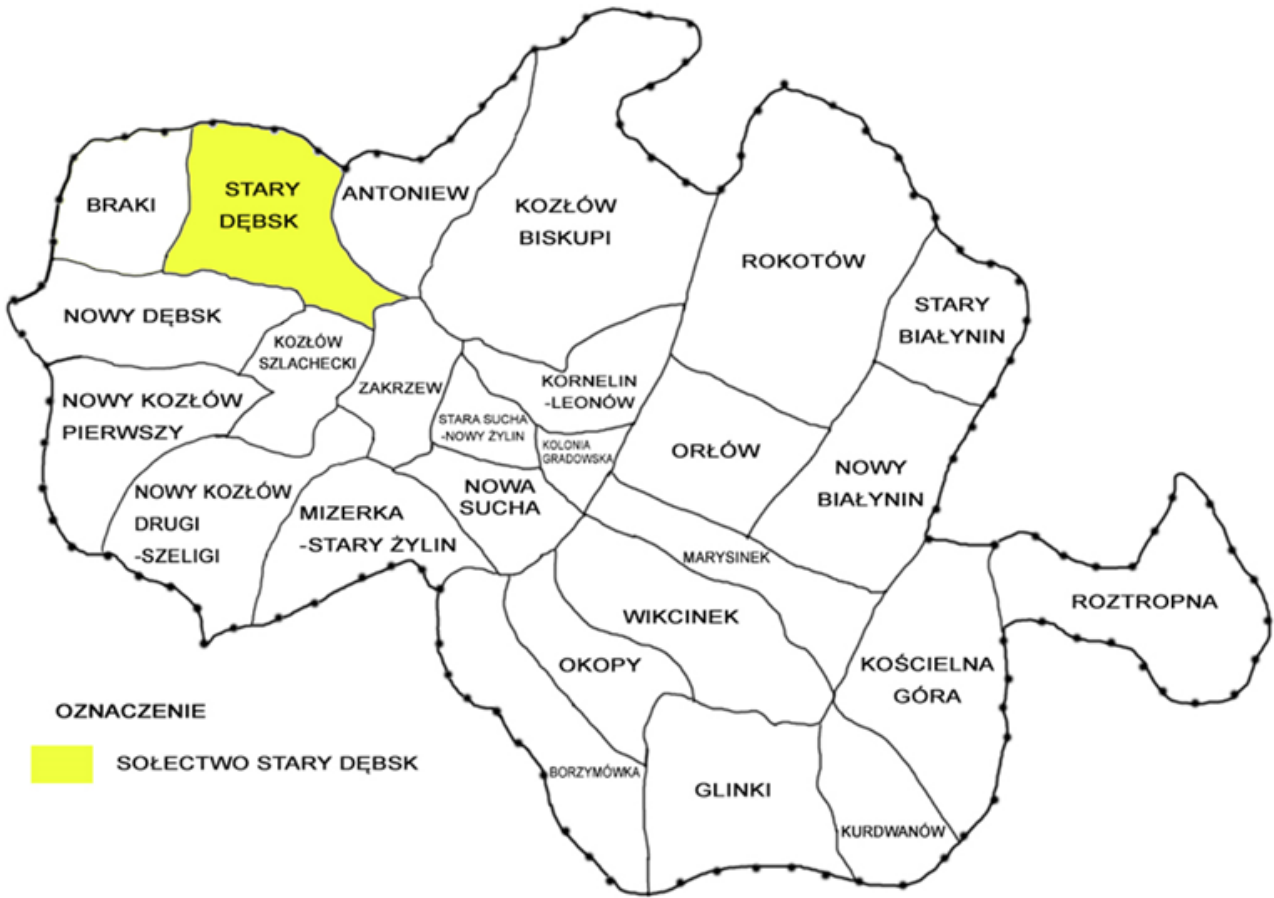 BRAKI
STARY
DĘBSK
ANTONIEW
KOZŁÓW
BISKUPI
ROKOTÓW
STARY
BIAŁYNIN
NOWY DĘBSK
KOZŁÓW
SZLACHECKI
ZAKRZEW
KORNELIN
-LEONÓW
NOWY KOZŁÓW
PIERWSZY
STARA SUCHA
-NOWY ŻYLIN
KOLONIA
GRADOWSKA
ORŁÓW
NOWY
BIAŁYNIN
NOWY KOZŁÓW
DRUGI
-SZELIGI
MIZERKA
-STARY ŻYLIN
NOWA
SUCHA
MARYSINEK
WIKCINEK
ROZTROPNA
OKOPY
KOŚCIELNA
GÓRA
BORZYMÓWKA
GLINKI
KURDWANÓW
OZNACZENIE
SOŁECTWO STARY DĘBSK